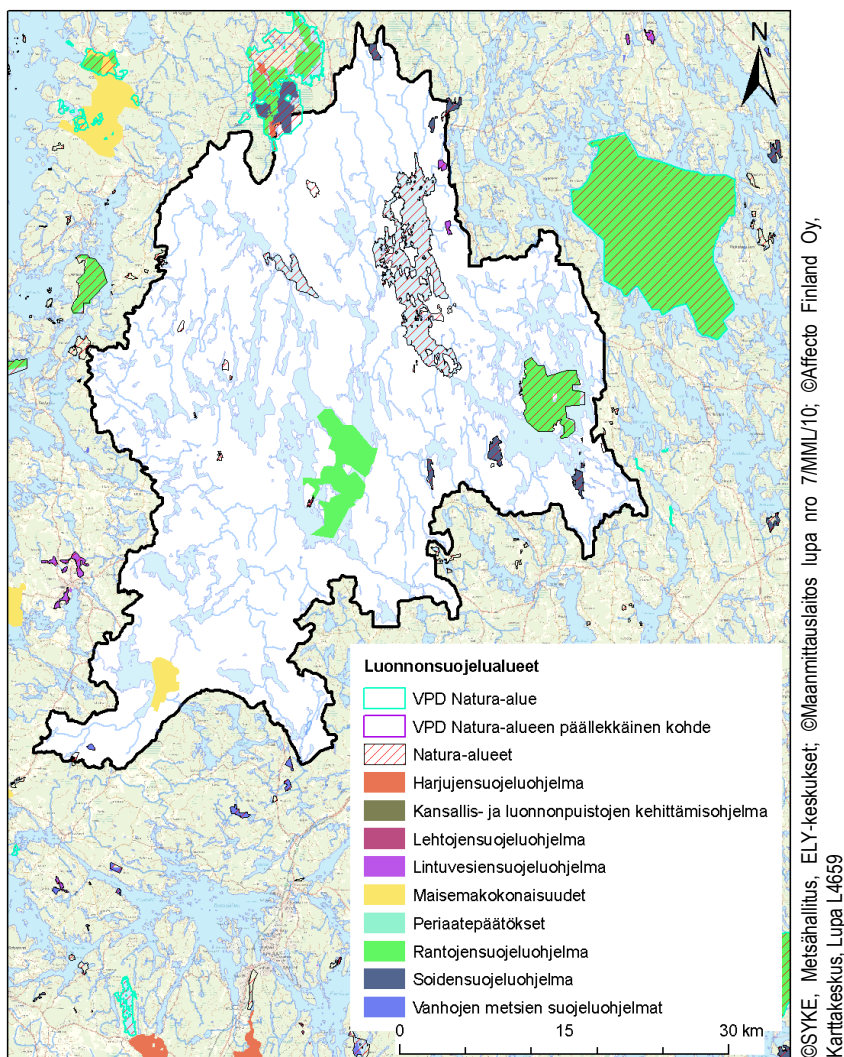 N
Luonnonsuojelualueet
VPD Natura-alue
VPD Natura-alueen päällekkäinen kohde
Natura-alueet
Harjujensuojeluohjelma
Kansallis- ja luonnonpuistojen kehittämisohjelma
Lehtojensuojeluohjelma
Lintuvesiensuojeluohjelma
Maisemakokonaisuudet
Periaatepäätökset
Rantojensuojeluohjelma
Soidensuojeluohjelma
Vanhojen metsien suojeluohjelmat
0 15 30 km
©SYKE, Metsähallitus, ELY-keskukset; ©Maanmittauslaitos lupa nro 7/MML/10; ©Affecto Finland Oy,
Karttakeskus, Lupa L4659